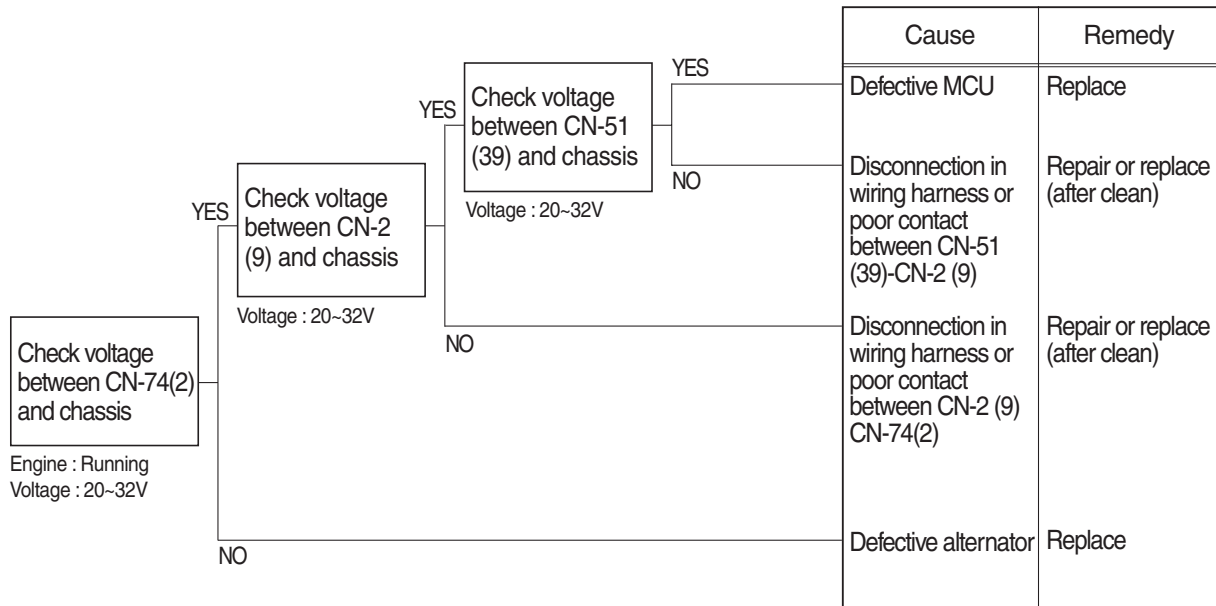 Cause
Remedy
YES
Defective MCU
Replace
YES
Check voltage
between CN-51
(39) and chassis
NO
Voltage : 20~32V
Disconnection in
wiring harness or
poor contact
between CN-51
(39)-CN-2 (9)
Repair or replace
(after clean)
YES
Check voltage
between CN-2
(9) and chassis
Voltage : 20~32V
NO
Disconnection in
wiring harness or
poor contact
between CN-2 (9)
CN-74(2)
Repair or replace
(after clean)
Check voltage
between CN-74(2)
and chassis
Engine : Running
Voltage : 20~32V
NO
Defective alternator
Replace